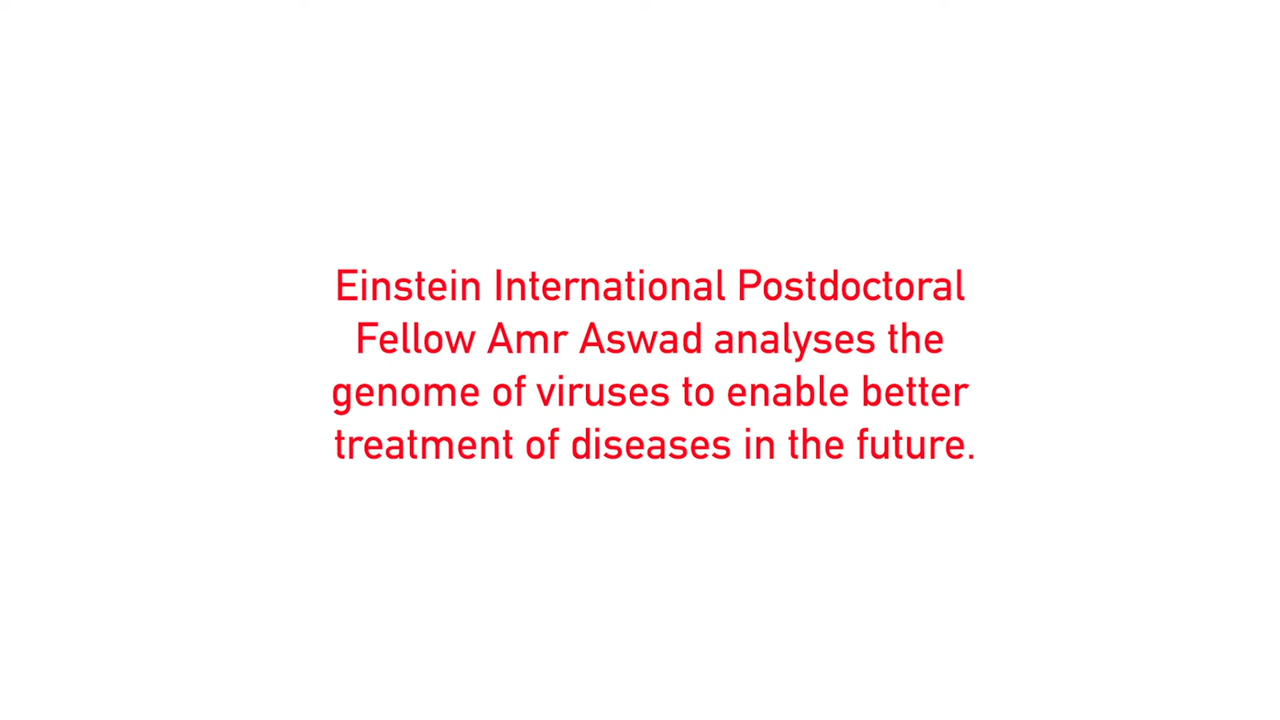 Einstein International Postdoctoral
Fellow Amr Aswad analyses the
genome of viruses to enable better
treatment of diseases in the future.